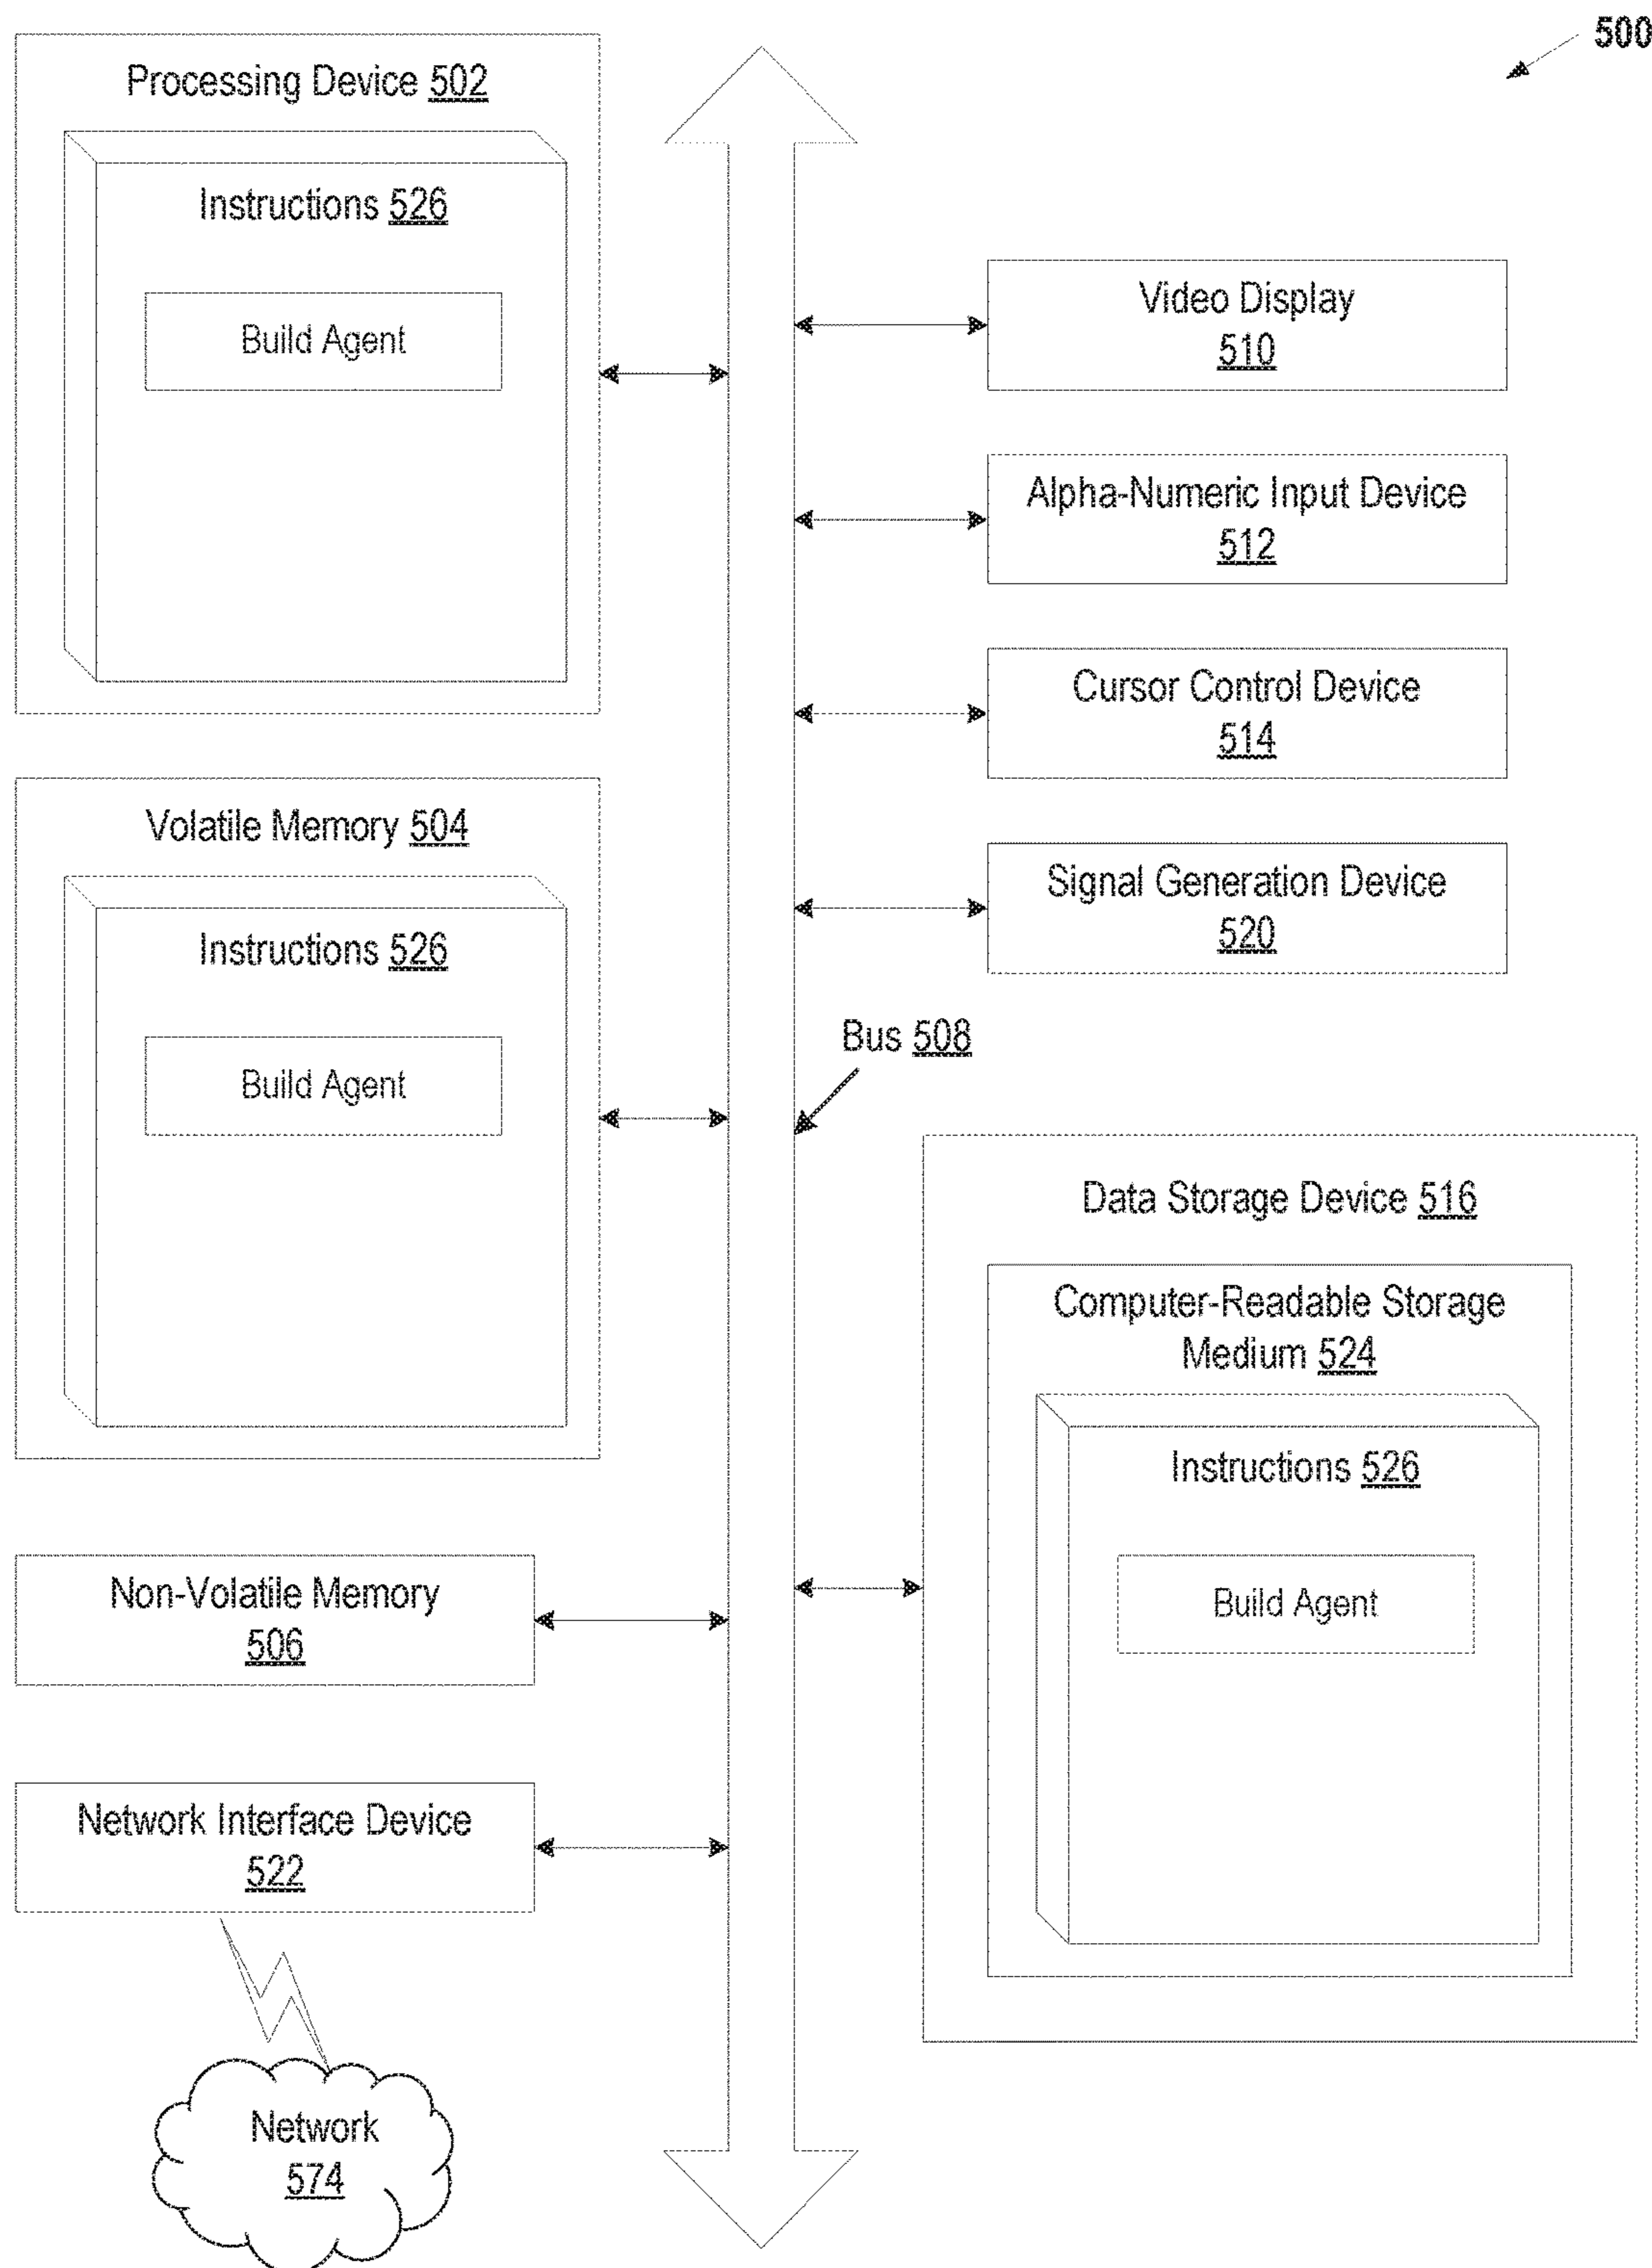 500
Processing Device 502
Instructions 526
Build Agent
Video Display
510
Alpha-Numeric Input Device
512
Cursor Control Device
514
Volatile Memory 504
Instructions 526
Build Agent
Signal Generation Device
520
Bus 508
Data Storage Device 516
Computer-Readable Storage
Medium 524
Instructions 526
Build Agent
Non-Volatile Memory
506
Network Interface Device
522
Network
574